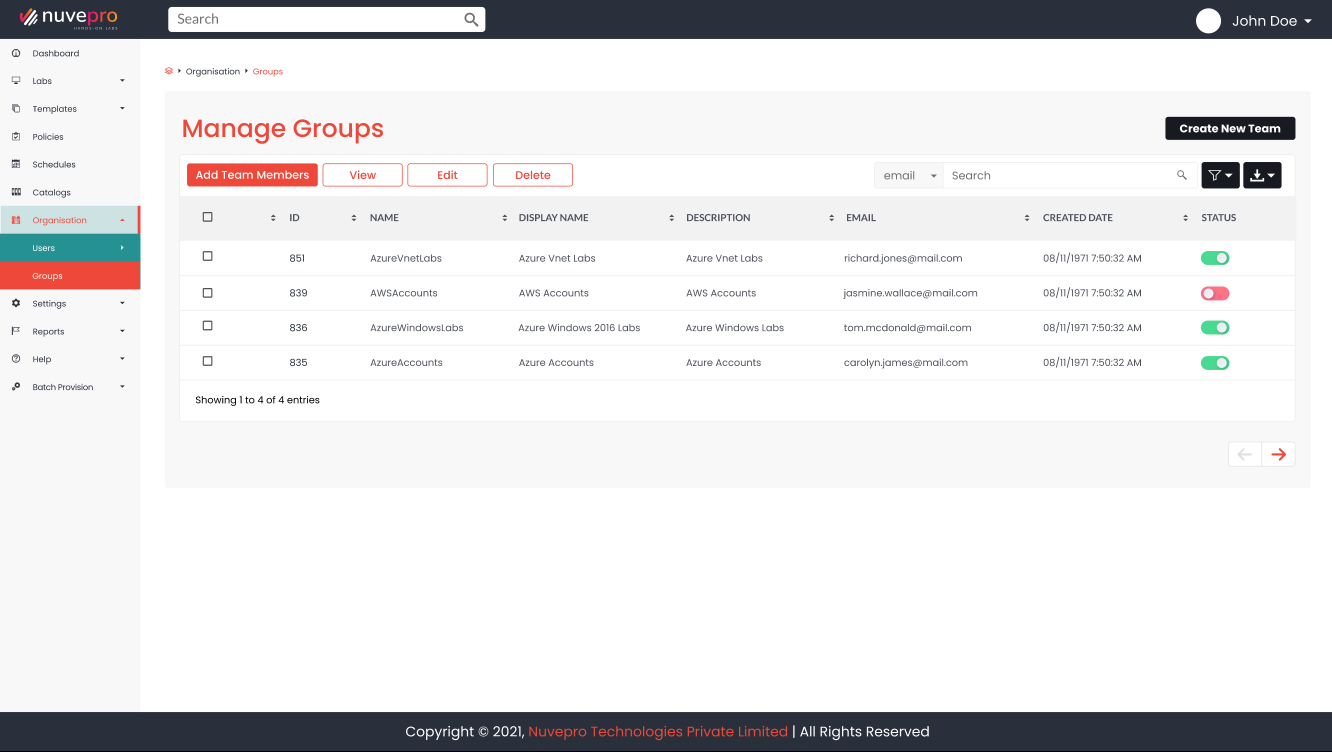 nuvepro
HANDS-ON LABS
Search
John Doe
Dashboard
Labs
Templates
Policies
Schedules
Catalogs
Organisation
Users
Groups
Settings
Reports
Help
Batch Provision
Organisation Groups
Manage Groups
Create New Team
Add Team Members View Edit Delete email Search
ID NAME DISPLAY NAME DESCRIPTION EMAIL CREATED DATE STATUS
851 AzureVnetLabs Azure Vnet Labs Azure Vnet Labs richard.jones@mail.com 08/11/1971 7:50:32 AM
839 AWSAccounts AWS Accounts AWS Accounts jasmine.wallace@mail.com 08/11/1971 7:50:32 AM
836 AzureWindowsLabs Azure Windows 2016 Labs Azure Windows Labs tom.mcdonald@mail.com 08/11/1971 7:50:32 AM
835 AzureAccounts Azure Accounts Azure Accounts carolyn.james@mail.com 08/11/1971 7:50:32 AM
Showing 1 to 4 of 4 entries
Copyright © 2021, Nuvepro Technologies Private Limited | All Rights Reserved